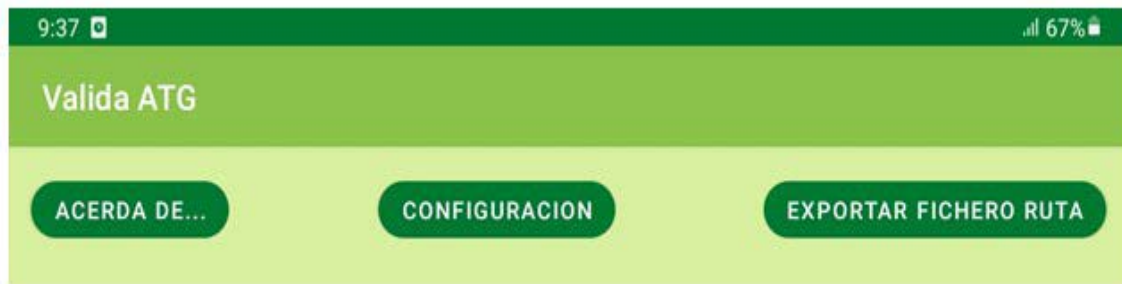 9:37 67%
Valida ATG
ACERDA DE... CONFIGURACION EXPORTAR FICHERO RUTA